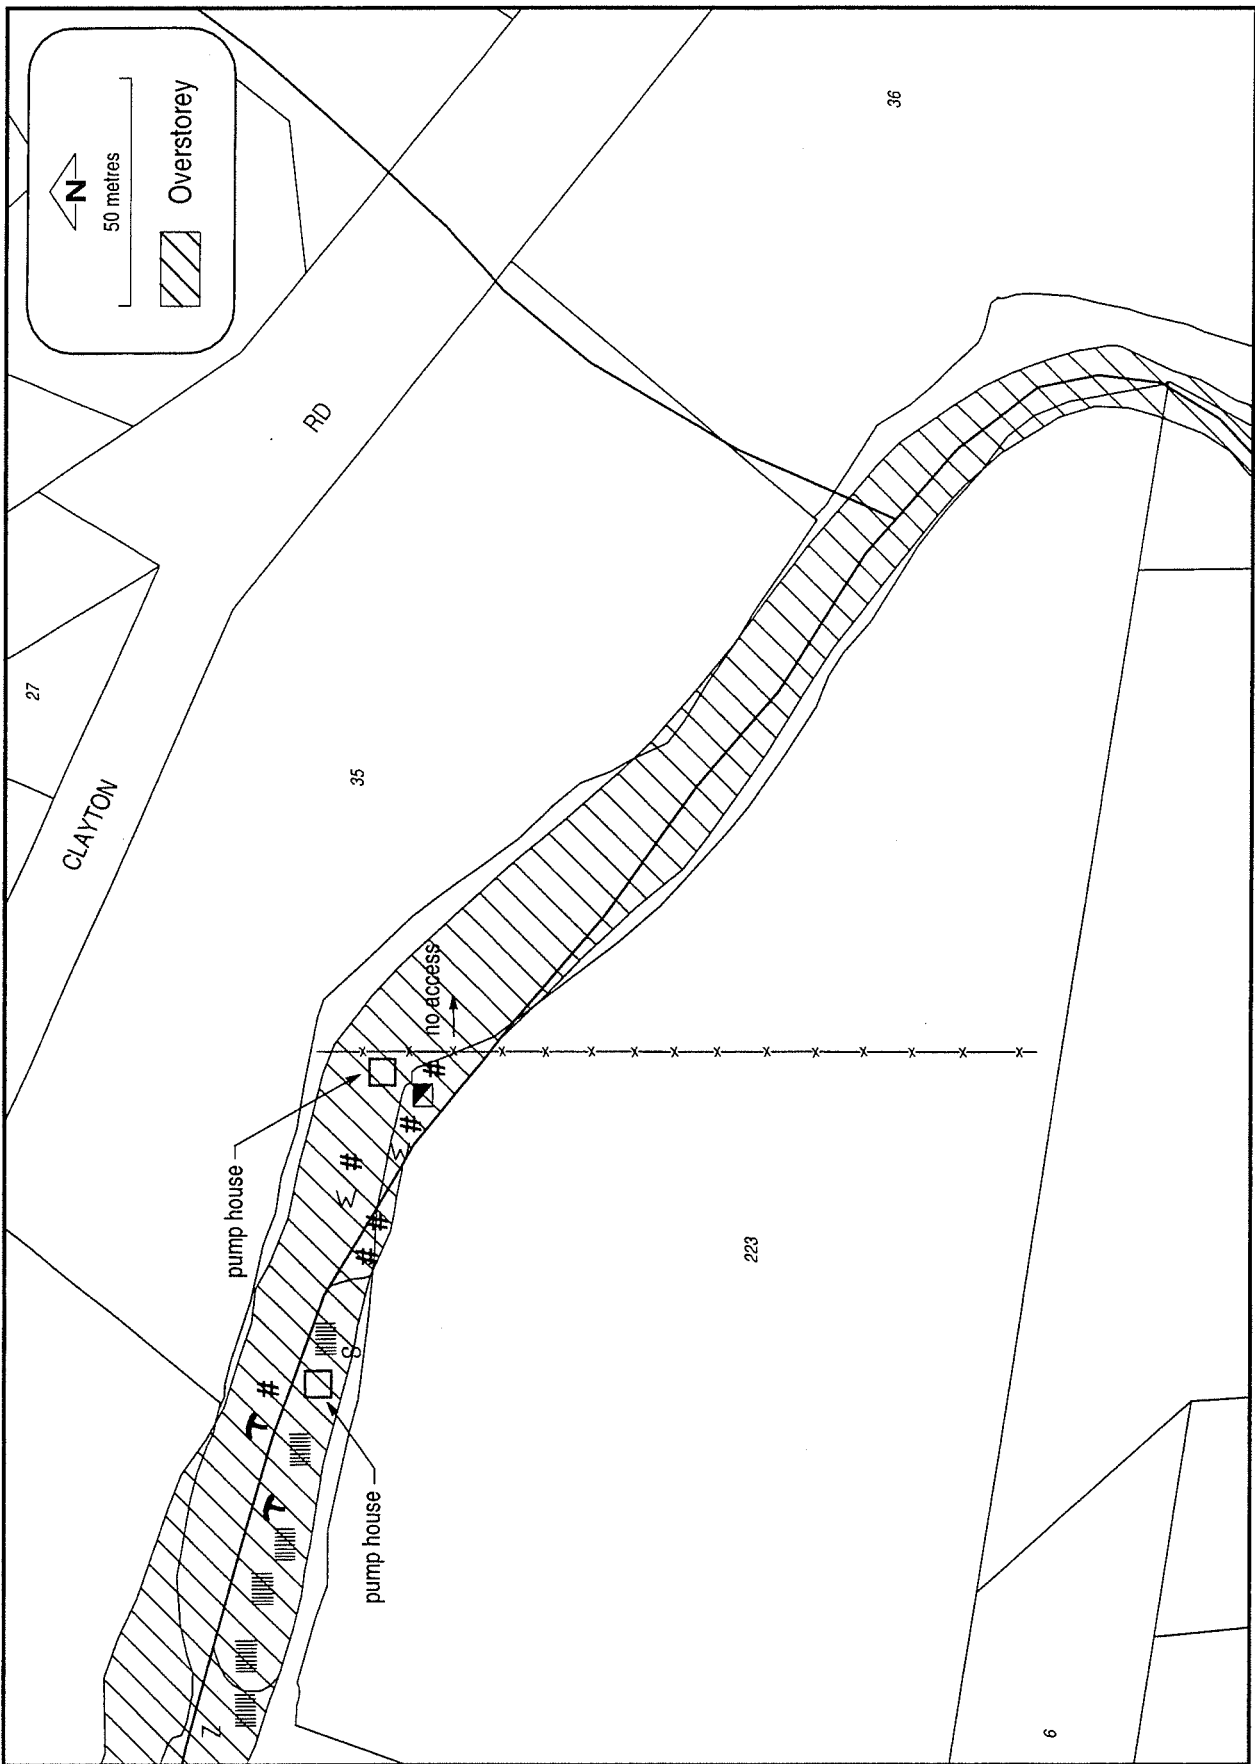 N
50 metres
Overstorey
CLAYTON
RD
27
35
36
no access
pump house
pump house
223
6